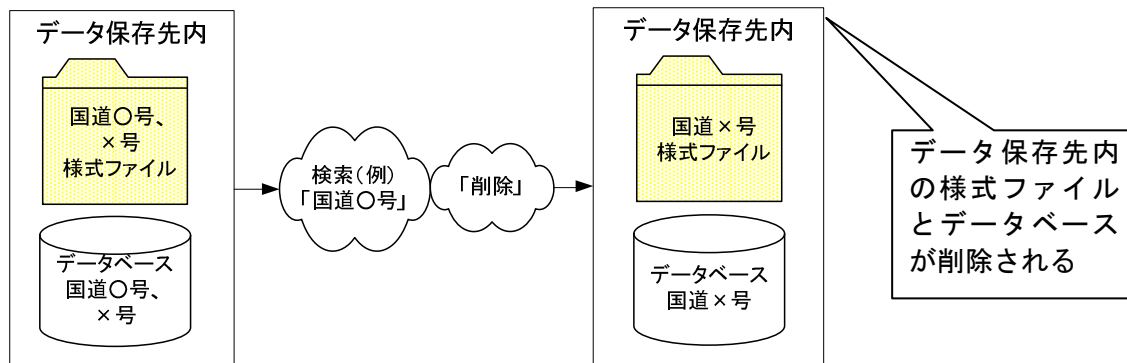 データ保存先内
国道〇号、
×号
様式ファイル
データベース
国道〇号、
×号
検索(例)
「国道〇号」
「削除」
データ保存先内
国道×号
様式ファイル
データベース
国道×号
データ保存先内
の様式ファイル
とデータベース
が削除される